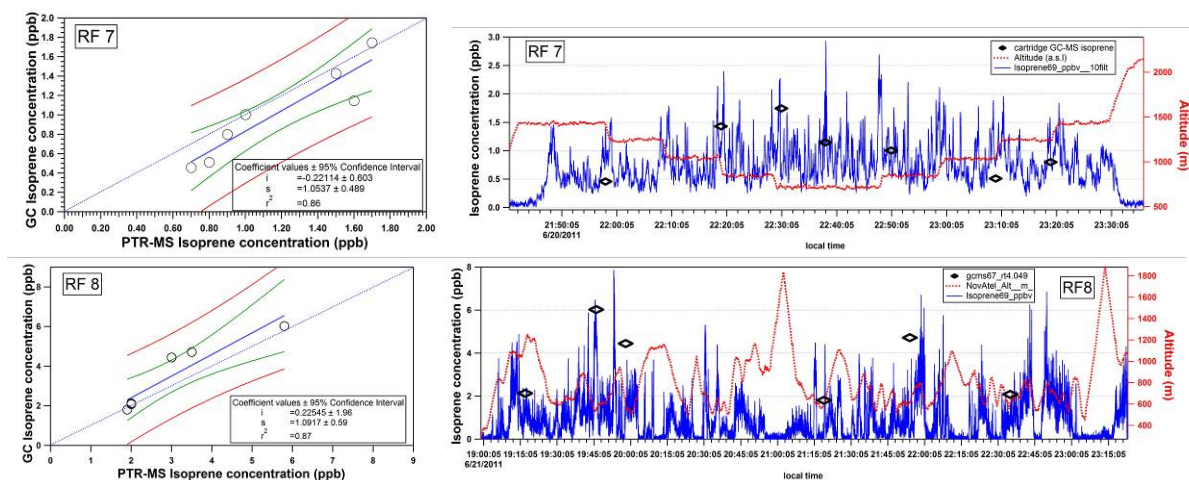 RF 7
GC Isoprene concentration (ppb)
2.0
1.8
1.6
1.4
1.2
1.0
0.8
0.6
0.4
0.2
0.0
Coefficient values ± 95% Confidence Interval
i =-0.22114 ± 0.603
s =1.0537 ± 0.489
r² =0.86
0.00 0.20 0.40 0.60 0.80 1.00 1.20 1.40 1.60 1.80 2.00
PTR-MS Isoprene concentration (ppb)
RF 7
Isoprene concentration (ppb)
3.0
2.5
2.0
1.5
1.0
0.5
0.0
cartridge GC-MS isoprene
Altitude (a.s.l)
Isoprene69_ppbv__10filt
2000
1500
1000
500
Altitude (m)
21:50:05 22:00:05 22:10:05 22:20:05 22:30:05 22:40:05 22:50:05 23:00:05 23:10:05 23:20:05 23:30:05
6/20/2011
local time
RF 8
GC Isoprene concentration (ppb)
8
6
4
2
0
Coefficient values ± 95% Confidence Interval
i =0.22545 ± 1.96
s =1.0917 ± 0.59
r² =0.87
0 1 2 3 4 5 6 7 8 9
PTR-MS Isoprene concentration (ppb)
RF8
Isoprene concentration (ppb)
8
6
4
2
0
gcms67_rt4.049
NovAtel_Alt__m_
Isoprene69_ppbv
1800
1600
1400
1200
1000
800
600
400
Altitude (m)
19:00:05 19:15:05 19:30:05 19:45:05 20:00:05 20:15:05 20:30:05 20:45:05 21:00:05 21:15:05 21:30:05 21:45:05 22:00:05 22:15:05 22:30:05 22:45:05 23:00:05 23:15:05
6/21/2011
local time